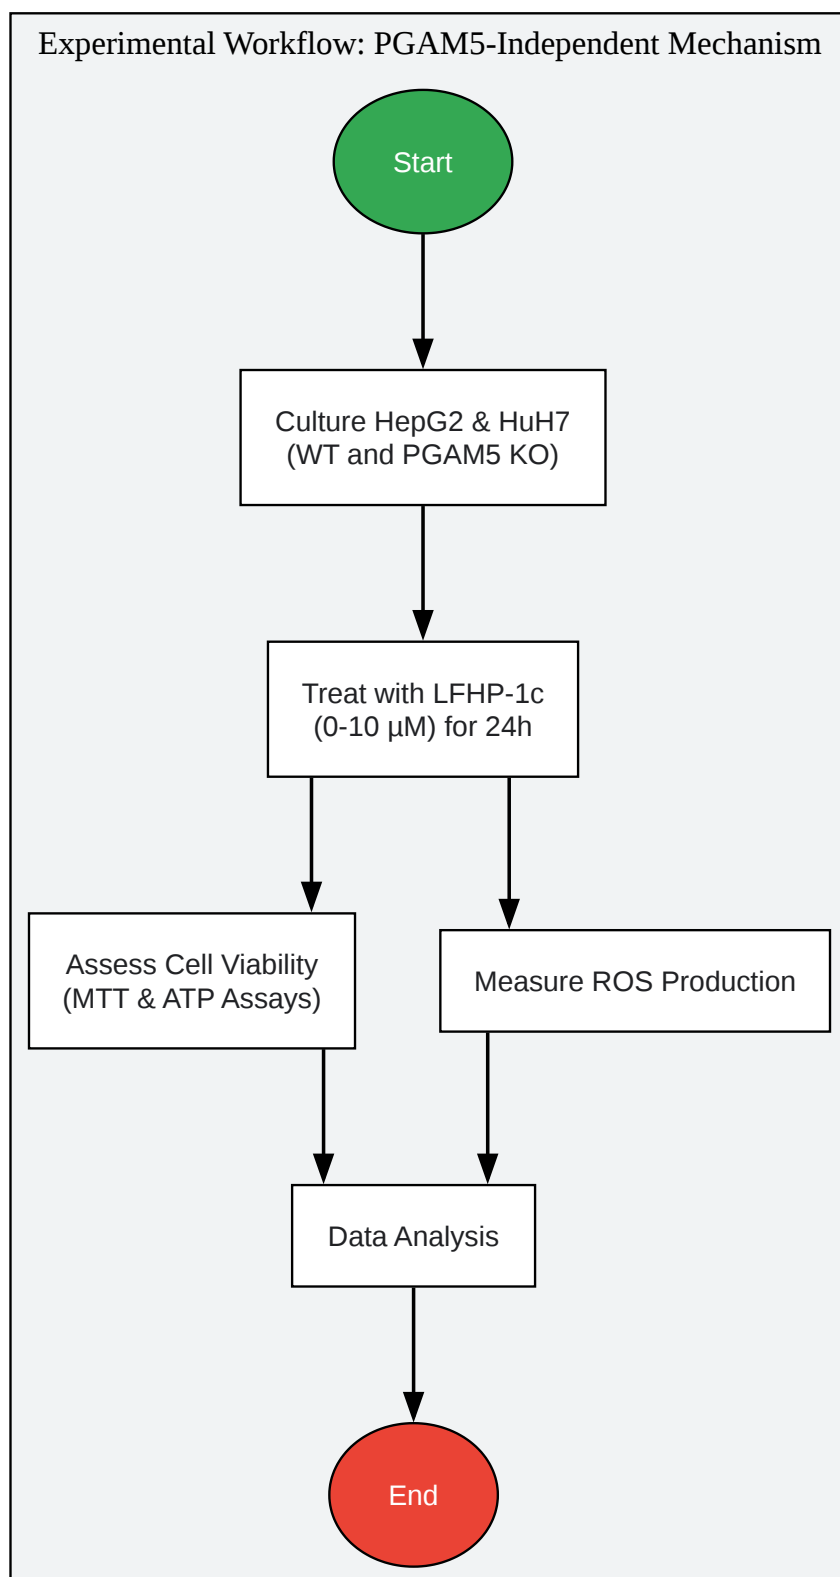 Experimental Workflow: PGAM5-Independent Mechanism
Start
Culture HepG2 & HuH7
(WT and PGAM5 KO)
Treat with LFHP-1c
(0-10 µM) for 24h
Assess Cell Viability
(MTT & ATP Assays)
Measure ROS Production
Data Analysis
End